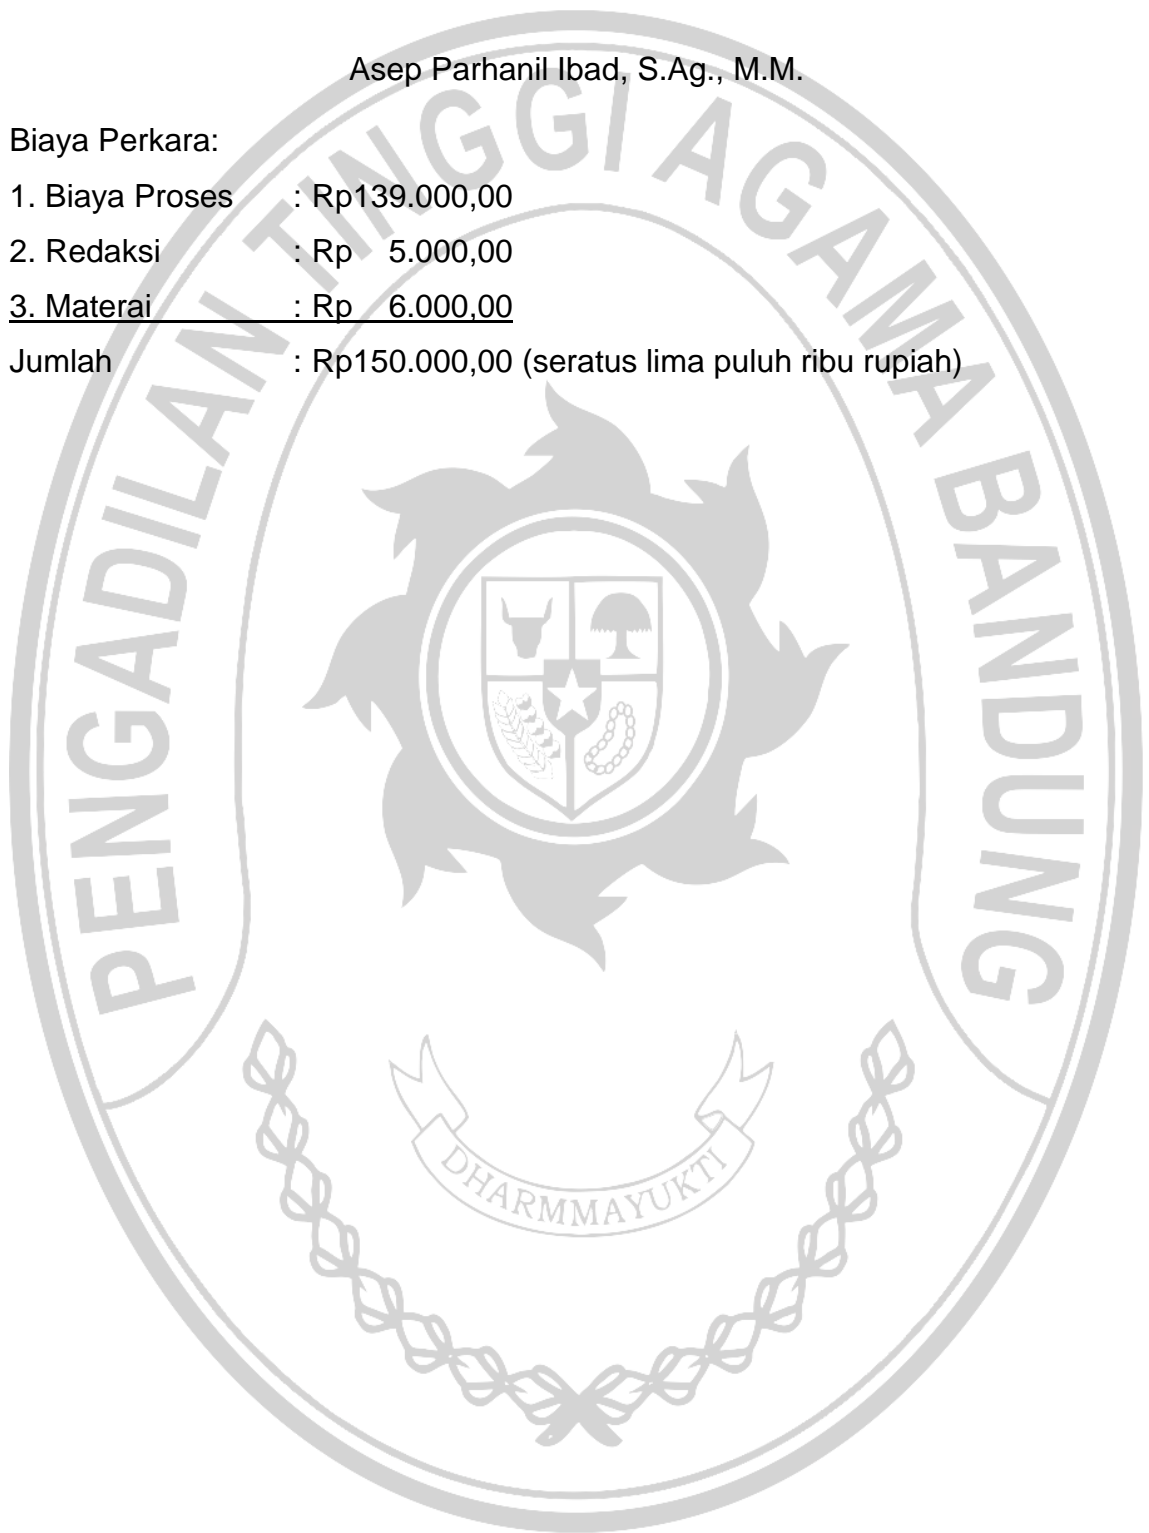 Asep Parhanil Ibad, S.Ag., M.M.
Biaya Perkara:
1. Biaya Proses : Rp139.000,00
2. Redaksi : Rp 5.000,00
3. Materai : Rp 6.000,00
Jumlah : Rp150.000,00 (seratus lima puluh ribu rupiah)
PENGADILAN TINGGI AGAMA BANDUNG
DHARMMAYUKTI